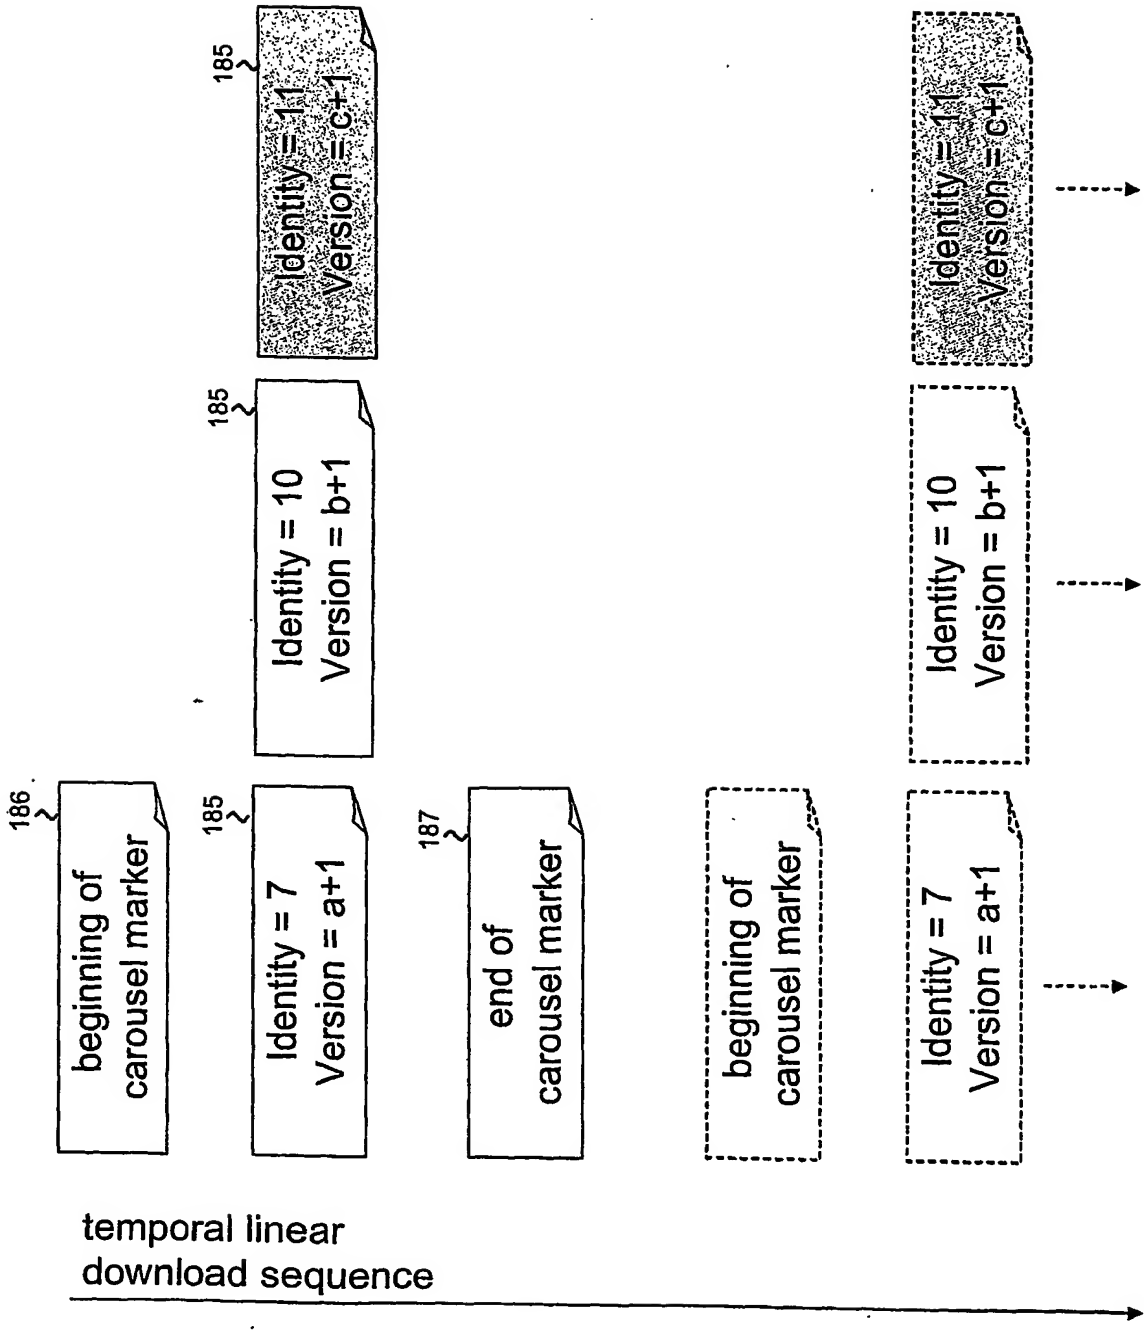 186
beginning of
carousel marker
185
Identity = 7
Version = a+1
185
Identity = 10
Version = b+1
185
Identity = 11
Version = c+1
187
end of
carousel marker
beginning of
carousel marker
Identity = 7
Version = a+1
Identity = 10
Version = b+1
Identity = 11
Version = c+1
temporal linear
download sequence